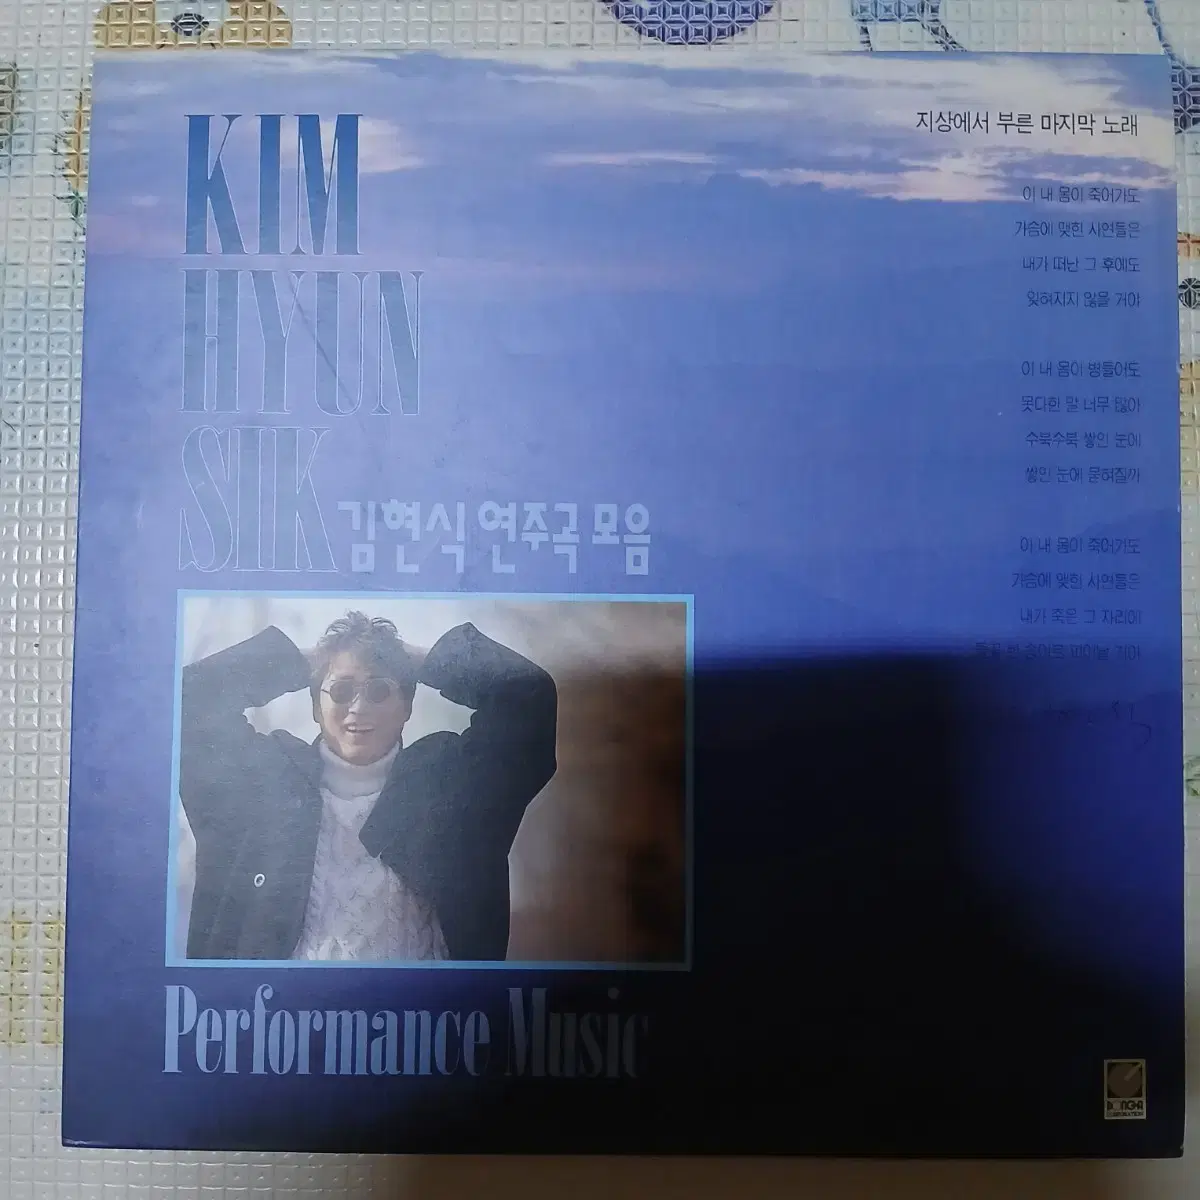 KIM
HYUN
SIK
김현식 연주곡 모음
지상에서 부른 마지막 노래
이 내 몸이 죽어가도
가슴에 맺힌 사연들은
내가 떠난 그 후에도
잊혀지지 않을 거야
이 내 몸이 병들어도
못다한 말 너무 많아
수북수북 쌓인 눈에
쌓인 눈에 묻혀질까
이 내 몸이 죽어가도
가슴에 맺힌 사연들은
내가 죽은 그 자리에
Performance Music
DONG-A
CORPORATION